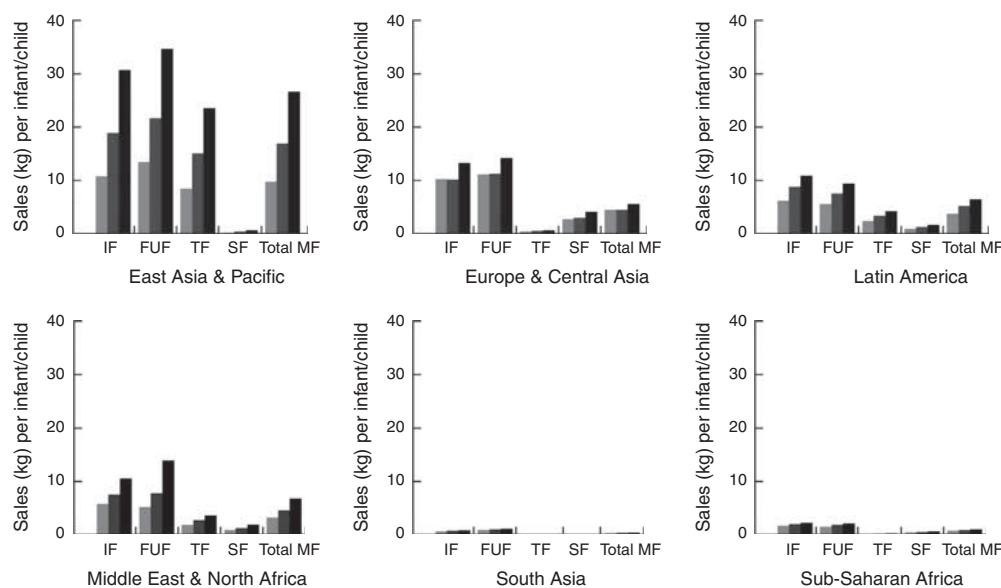 Sales (kg) per infant/child
40
30
20
10
0
IF FUF TF SF Total MF
East Asia & Pacific
Sales (kg) per infant/child
40
30
20
10
0
IF FUF TF SF Total MF
Europe & Central Asia
Sales (kg) per infant/child
40
30
20
10
0
IF FUF TF SF Total MF
Latin America
Sales (kg) per infant/child
40
30
20
10
0
IF FUF TF SF Total MF
Middle East & North Africa
Sales (kg) per infant/child
40
30
20
10
0
IF FUF TF SF Total MF
South Asia
Sales (kg) per infant/child
40
30
20
10
0
IF FUF TF SF Total MF
Sub-Saharan Africa